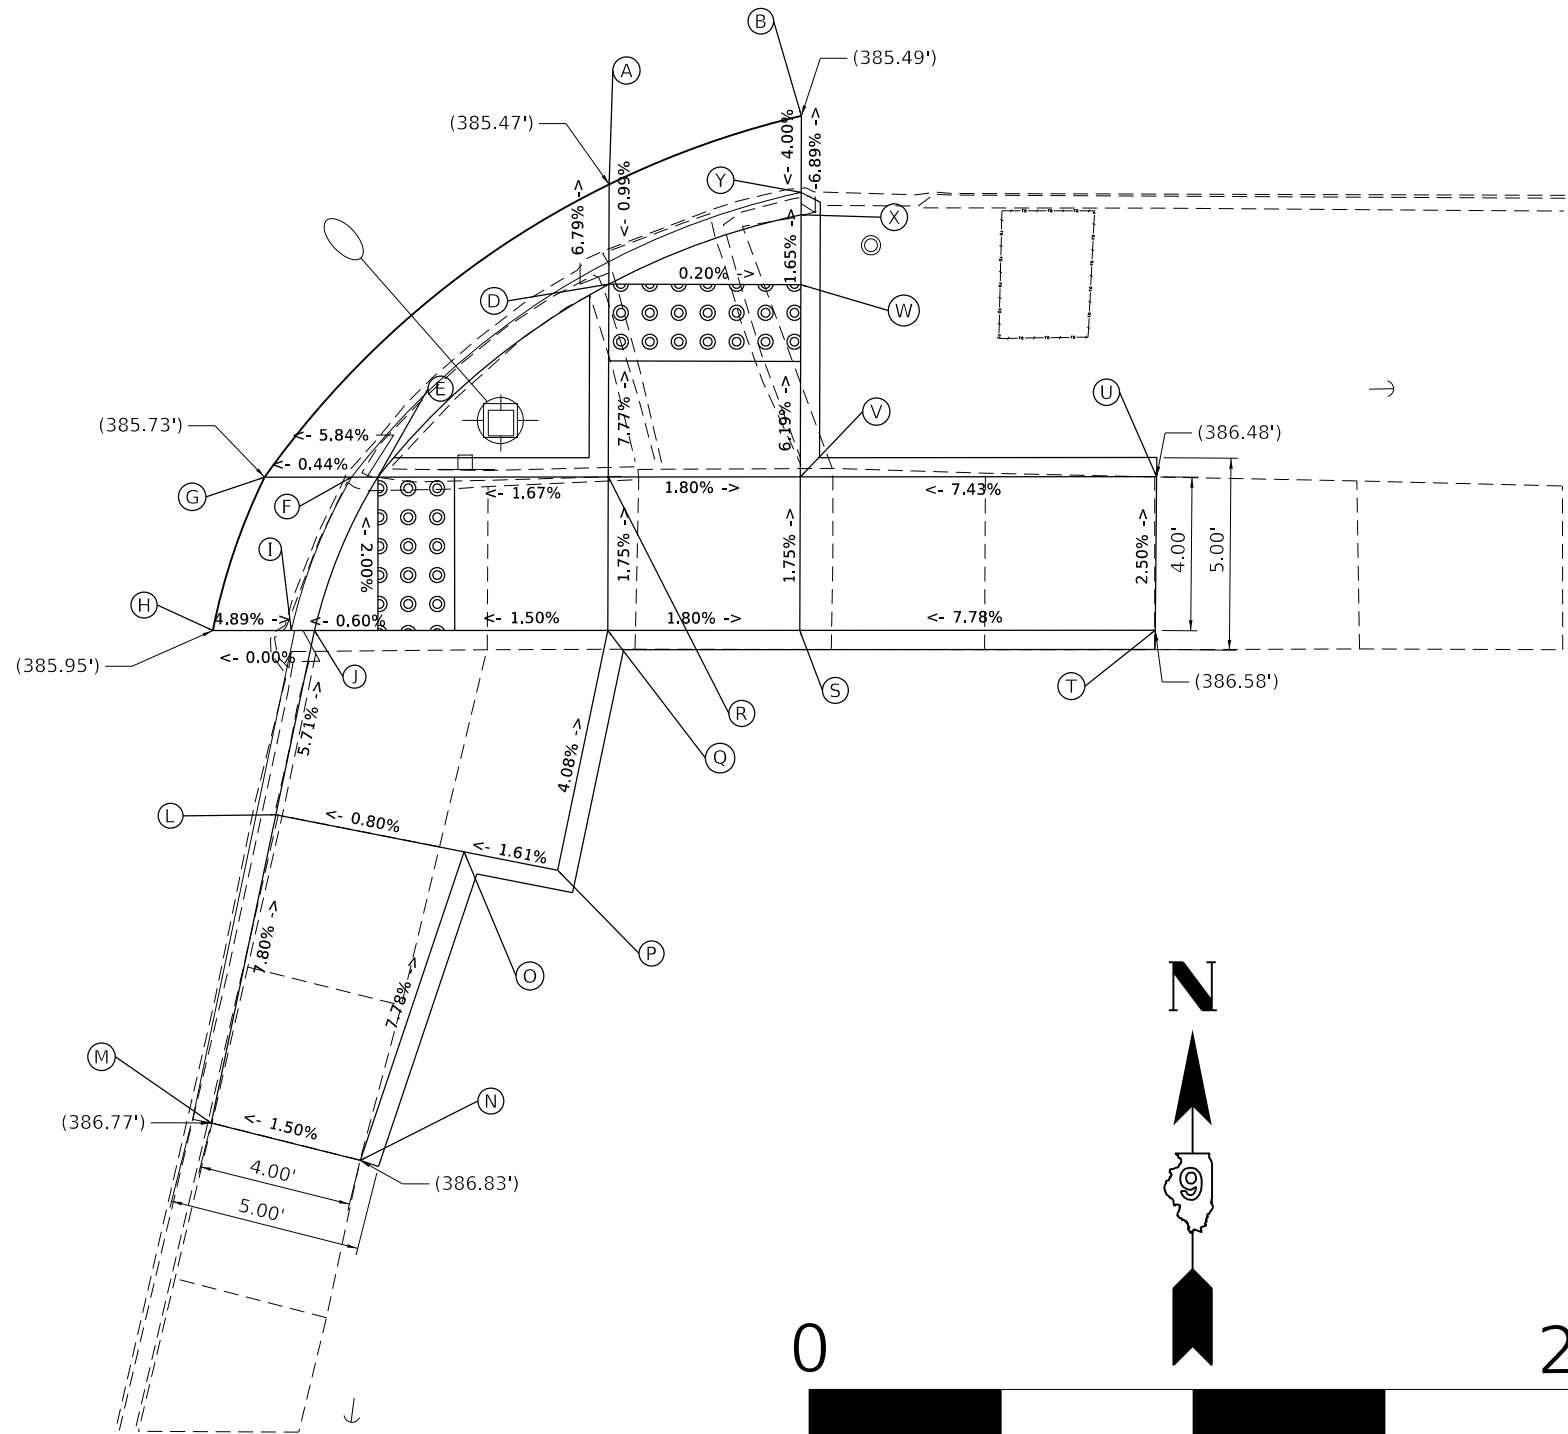 B
(385.49')
A
(385.47')
<- 4.00%
-6.89% ->
<- 0.99%
6.79% ->
Y
X
1.65% ->
0.20% ->
D
W
E
(385.73')
<- 5.84%
<- 0.44%
7.77% ->
6.19% ->
V
U
(386.48')
G
F
<- 1.67%
1.80% ->
<- 7.43%
<- 2.00%
1.75% ->
1.75% ->
2.50% ->
4.00'
5.00'
I
H
4.89% ->
<- 0.60%
<- 1.50%
1.80% ->
<- 7.78%
(385.95')
<- 0.00%
J
S
T
(386.58')
R
5.71% ->
4.08% ->
Q
L
<- 0.80%
<- 1.61%
7.80% ->
7.78% ->
O
P
M
(386.77')
<- 1.50%
N
4.00'
(386.83')
5.00'
N
9
0
2